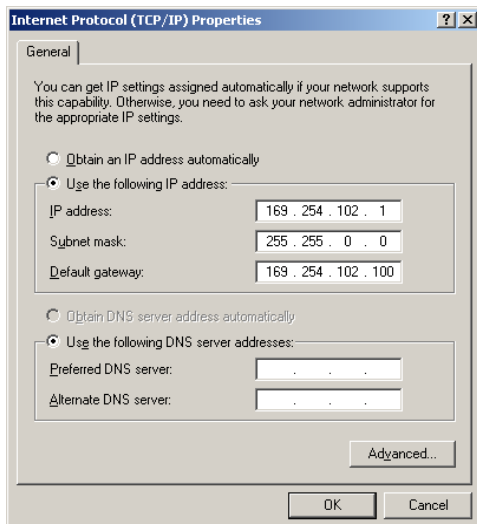 Internet Protocol (TCP/IP) Properties
General
You can get IP settings assigned automatically if your network supports
this capability. Otherwise, you need to ask your network administrator for
the appropriate IP settings.
Obtain an IP address automatically
Use the following IP address:
IP address: 169 . 254 . 102 . 1
Subnet mask: 255 . 255 . 0 . 0
Default gateway: 169 . 254 . 102 . 100
Obtain DNS server address automatically
Use the following DNS server addresses:
Preferred DNS server: . . .
Alternate DNS server: . . .
Advanced...
OK Cancel